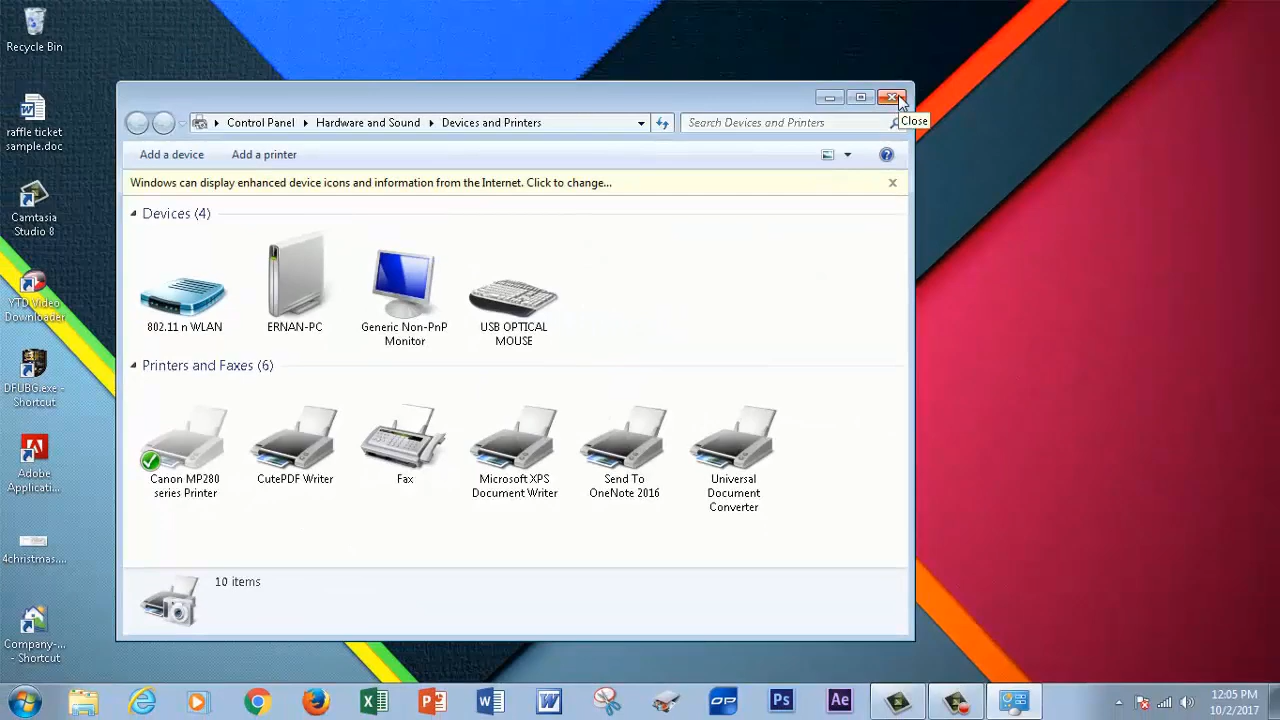 Recycle Bin
raffle ticket
sample.doc
Camtasia
Studio 8
YTD Video
Downloader
DFUBG.exe -
Shortcut
Adobe
Applicati...
4christmas....
Company-...
- Shortcut
Control Panel
Hardware and Sound
Devices and Printers
Search Devices and Printers
Close
Add a device
Add a printer
Windows can display enhanced device icons and information from the Internet. Click to change...
Devices (4)
802.11 n WLAN
ERNAN-PC
Generic Non-PnP
Monitor
USB OPTICAL
MOUSE
Printers and Faxes (6)
Canon MP280
series Printer
CutePDF Writer
Fax
Microsoft XPS
Document Writer
Send To
OneNote 2016
Universal
Document
Converter
10 items
OP
Ps
Ae
12:05 PM
10/2/2017